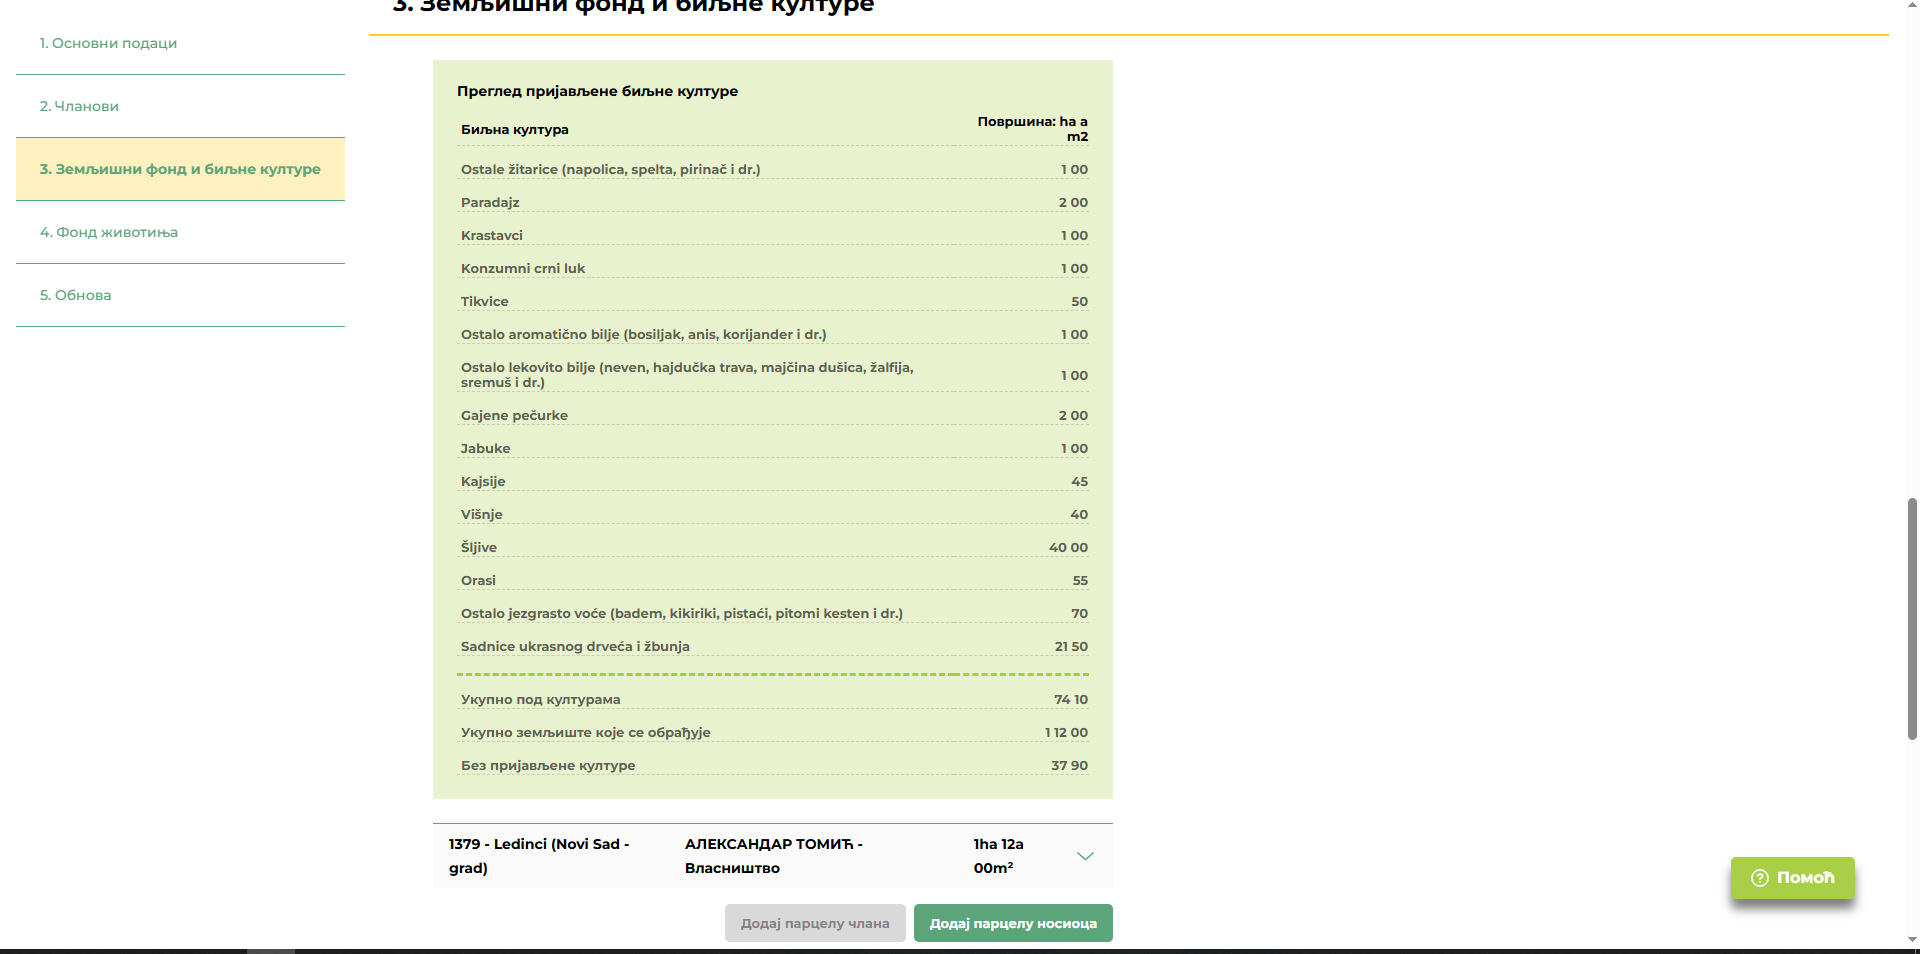 3. Земљишни фонд и биљне културе
1. Основни подаци
2. Чланови
3. Земљишни фонд и биљне културе
4. Фонд животиња
5. Обнова
Преглед пријављене биљне културе
Биљна култура
Површина: ha a
m2
Ostale žitarice (napolica, spelta, pirinač i dr.) 1 00
Paradajz 2 00
Krastavci 1 00
Konzumni crni luk 1 00
Tikvice 50
Ostalo aromatično bilje (bosiljak, anis, korijander i dr.) 1 00
Ostalo lekovito bilje (neven, hajdučka trava, majčina dušica, žalfija,
sremuš i dr.) 1 00
Gajene pečurke 2 00
Jabuke 1 00
Kajsije 45
Višnje 40
Šljive 40 00
Orasi 55
Ostalo jezgrasto voće (badem, kikiriki, pistaći, pitomi kesten i dr.) 70
Sadnice ukrasnog drveća i žbunja 21 50
Укупно под културама 74 10
Укупно земљиште које се обрађује 1 12 00
Без пријављене културе 37 90
1379 - Ledinci (Novi Sad -
grad)
АЛЕКСАНДАР ТОМИЋ -
Власништво
1ha 12a
00m²
Додај парцелу члана
Додај парцелу носиоца
Помоћ